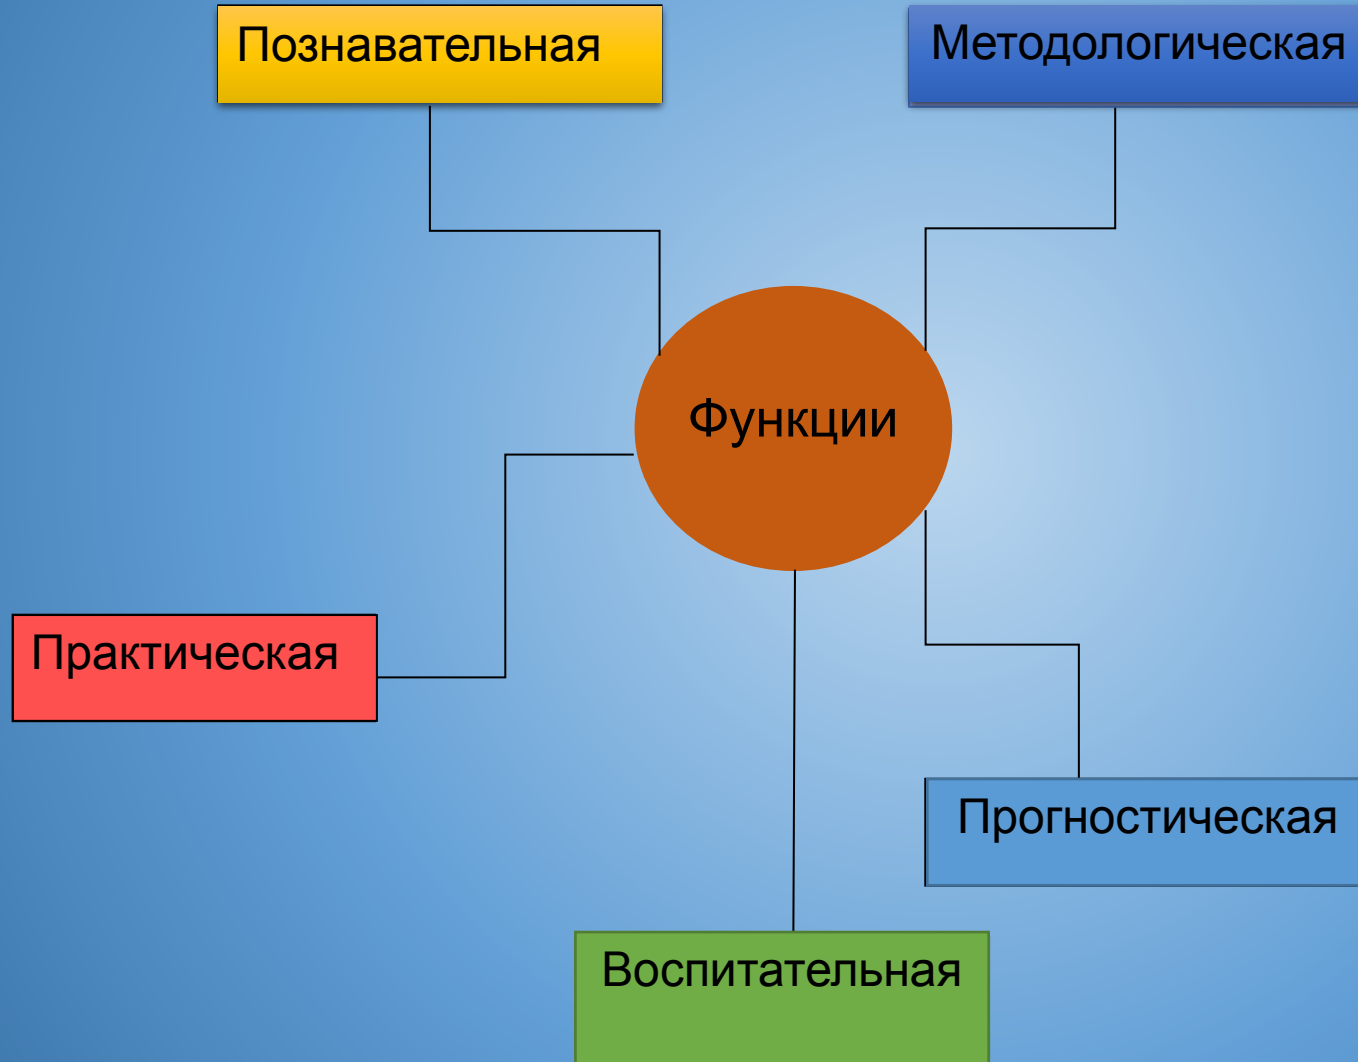 Познавательная
Методологическая
Функции
Практическая
Прогностическая
Воспитательная